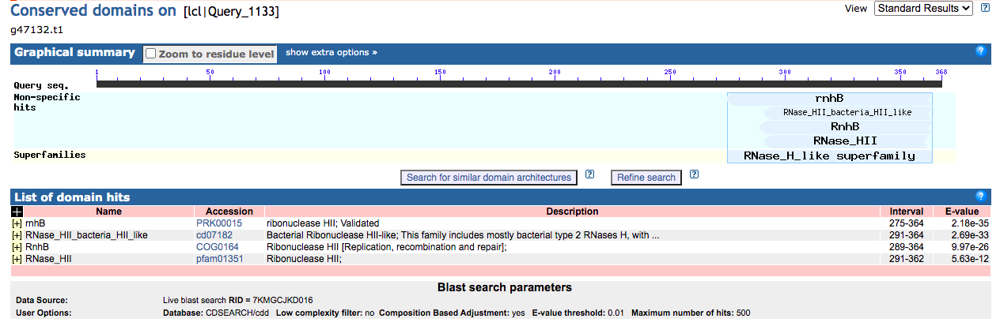 Conserved domains on [lcl|Query_1133]
View Standard Results ?
g47132.t1
Graphical summary Zoom to residue level show extra options » ?
1 50 100 150 200 250 300 350 368
Query seq.
Non-specific
hits
rnhB
RNase_HII_bacteria_HII_like
RnhB
RNase_HII
Superfamilies RNase_H_like superfamily
Search for similar domain architectures ? Refine search ?
List of domain hits ?
+ Name Accession Description Interval E-value
[+] rnhB PRK00015 ribonuclease HII; Validated 275-364 2.18e-35
[+] RNase_HII_bacteria_HII_like cd07182 Bacterial Ribonuclease HII-like; This family includes mostly bacterial type 2 RNases H, with ... 291-364 2.69e-33
[+] RnhB COG0164 Ribonuclease HII [Replication, recombination and repair]; 289-364 9.97e-26
[+] RNase_HII pfam01351 Ribonuclease HII; 291-362 5.63e-12
Blast search parameters
Data Source: Live blast search RID = 7KMGCJKD016
User Options: Database: CDSEARCH/cdd Low complexity filter: no Composition Based Adjustment: yes E-value threshold: 0.01 Maximum number of hits: 500